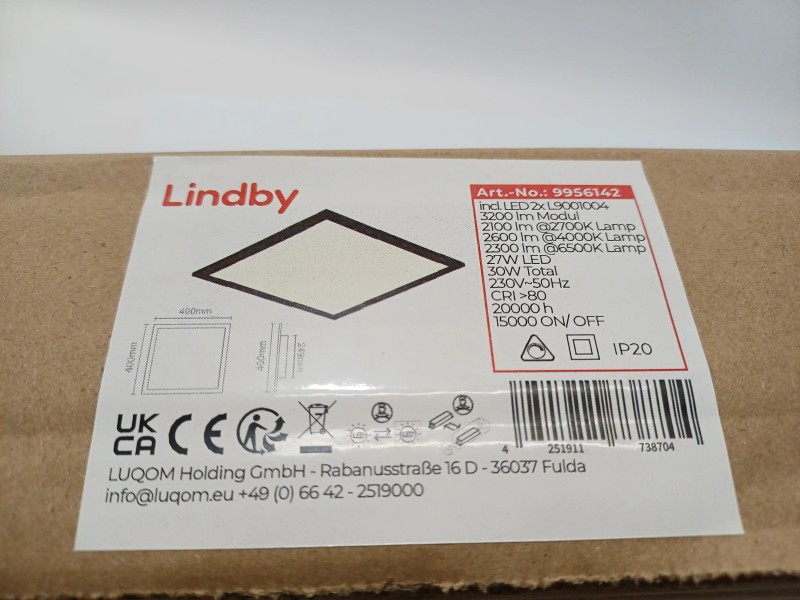 Lindby
Art.-No.: 9956142
incl. LED 2x L9001004
3200 lm Modul
2100 lm @2700K Lamp
2600 lm @4000K Lamp
2300 lm @6500K Lamp
27W LED
30W Total
230V~50Hz
CRI >80
20000 h
15000 ON/ OFF
IP20
400mm
400mm
400mm
249mm
UK
CA
CE
4 251911 738704
LUQOM Holding GmbH - Rabanusstraße 16 D - 36037 Fulda
info@luqom.eu +49 (0) 66 42 - 2519000